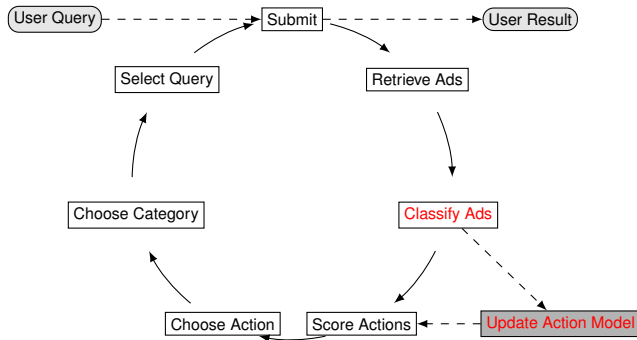 User Query
Submit
User Result
Select Query
Retrieve Ads
Choose Category
Classify Ads
Choose Action
Score Actions
Update Action Model